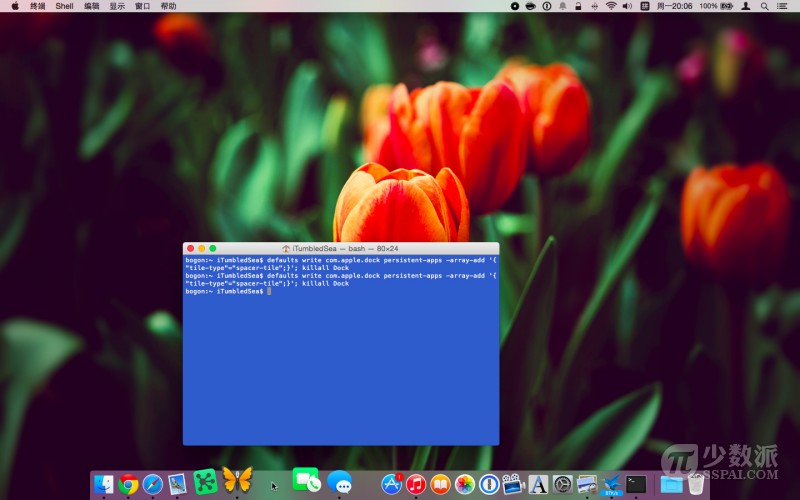 终端 Shell 编辑 显示 窗口 帮助 周一20:06 100%
iTumbledSea — bash — 80×24
bogon:~ iTumbledSea$ defaults write com.apple.dock persistent-apps -array-add '{
"tile-type"="spacer-tile";}'; killall Dock
bogon:~ iTumbledSea$ defaults write com.apple.dock persistent-apps -array-add '{
"tile-type"="spacer-tile";}'; killall Dock
bogon:~ iTumbledSea$
少数派
SSPAI.COM